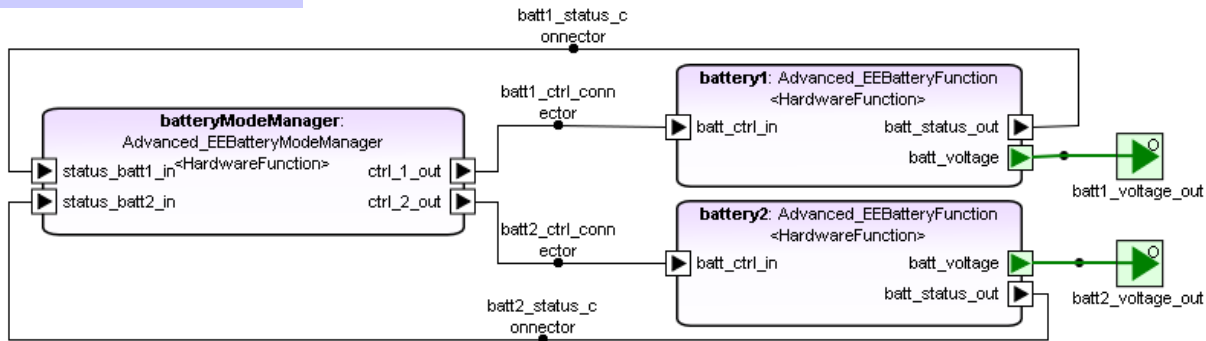 batt1_status_c
onnector
battery1: Advanced_EEBatteryFunction
<HardwareFunction>
batt1_ctrl_conn
ector
batt_ctrl_in
batt_status_out
batt_voltage
batt1_voltage_out
batteryModeManager:
Advanced_EEBatteryModeManager
<HardwareFunction>
status_batt1_in
ctrl_1_out
status_batt2_in
ctrl_2_out
battery2: Advanced_EEBatteryFunction
<HardwareFunction>
batt2_ctrl_conn
ector
batt_ctrl_in
batt_voltage
batt_status_out
batt2_voltage_out
batt2_status_c
onnector